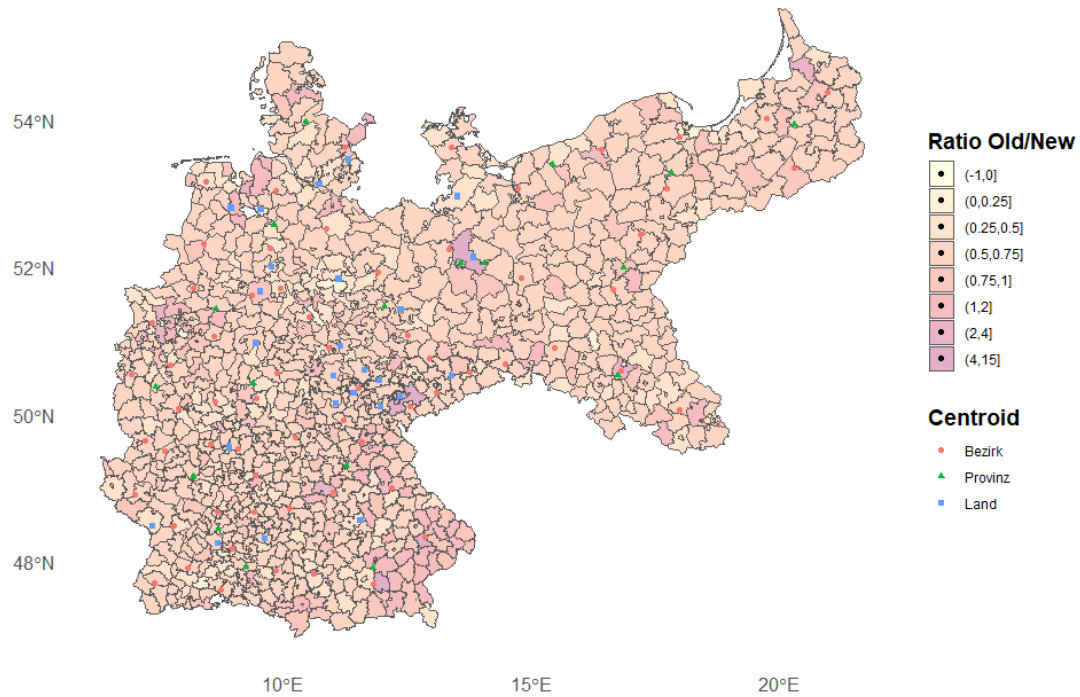 54°N
52°N
50°N
48°N
10°E
15°E
20°E
Ratio Old/New
(-1,0]
(0,0.25]
(0.25,0.5]
(0.5,0.75]
(0.75,1]
(1,2]
(2,4]
(4,15]
Centroid
Bezirk
Provinz
Land